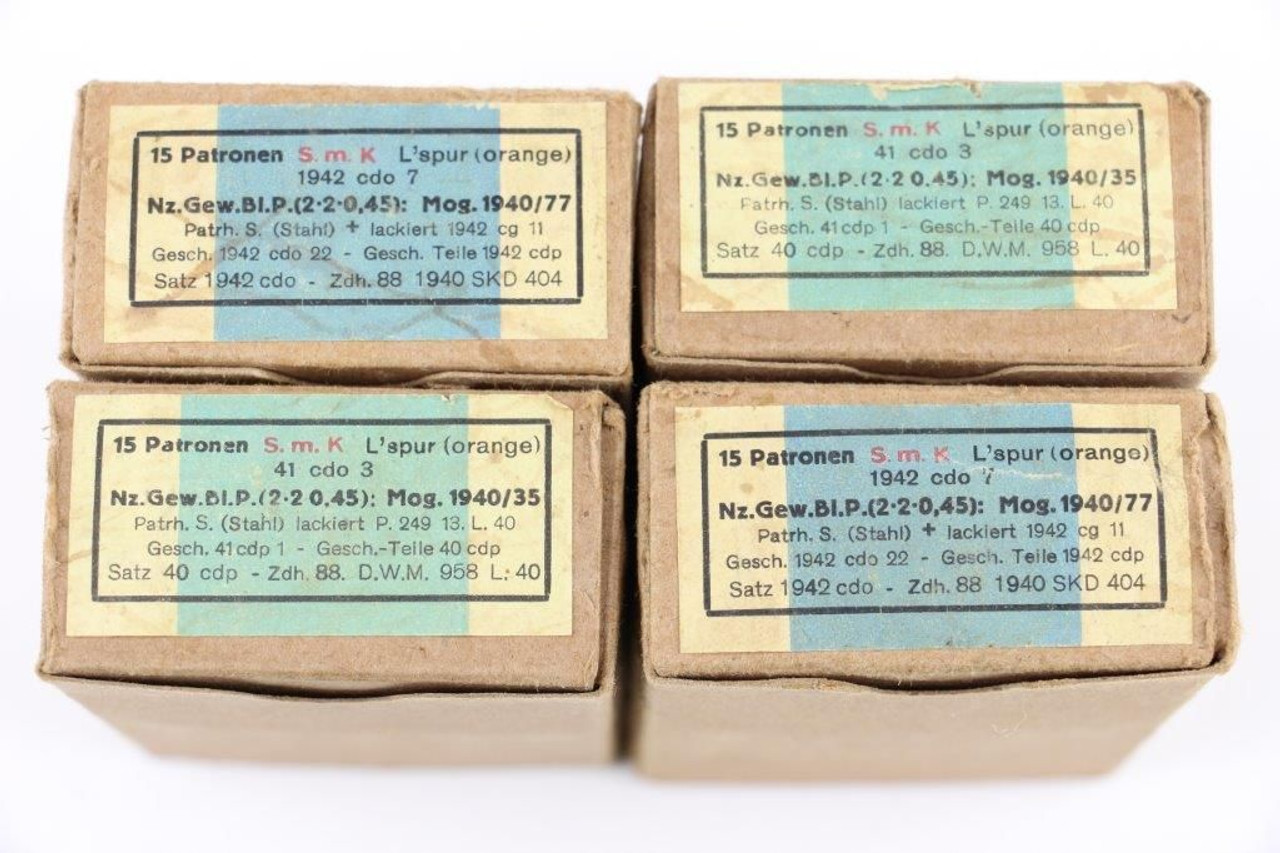 15 Patronen S. m. K L'spur (orange)
1942 cdo 7
Nz.Gew.Bl.P.(2·2·0,45): Mog. 1940/77
Patrh. S. (Stahl) + lackiert 1942 cg 11
Gesch. 1942 cdo 22 - Gesch. Teile 1942 cdp
Satz 1942 cdo - Zdh. 88 1940 SKD 404
15 Patronen S. m. K L'spur (orange)
41 cdo 3
Nz.Gew.Bl.P.(2·2 0.45): Mog. 1940/35
Patrh. S. (Stahl) lackiert P. 249 13. L. 40
Gesch. 41 cdp 1 - Gesch.-Teile 40 cdp
Satz 40 cdp - Zdh. 88. D.W.M. 958 L. 40
15 Patronen S. m. K L'spur (orange)
41 cdo 3
Nz.Gew.Bl.P.(2·2 0,45): Mog. 1940/35
Patrh. S. (Stahl) lackiert P. 249 13. L. 40
Gesch. 41 cdp 1 - Gesch.-Teile 40 cdp
Satz 40 cdp - Zdh. 88. D.W.M. 958 L. 40
15 Patronen S. m. K L'spur (orange)
1942 cdo 7
Nz.Gew.Bl.P.(2·2·0,45): Mog. 1940/77
Patrh. S. (Stahl) + lackiert 1942 cg 11
Gesch. 1942 cdo 22 - Gesch. Teile 1942 cdp
Satz 1942 cdo - Zdh. 88 1940 SKD 404